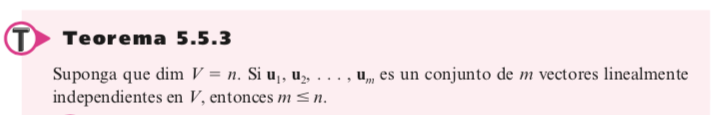 T Teorema 5.5.3
Suponga que dim V = n. Si u₁, u₂, . . . , uₘ es un conjunto de m vectores linealmente
independientes en V, entonces m ≤ n.